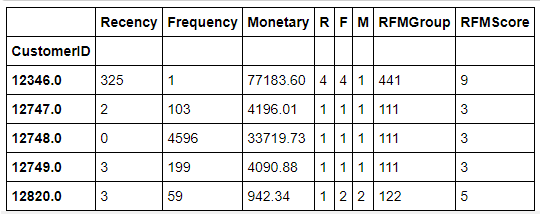 Recency Frequency Monetary R F M RFMGroup RFMScore
CustomerID
12346.0 325 1 77183.60 4 4 1 441 9
12747.0 2 103 4196.01 1 1 1 111 3
12748.0 0 4596 33719.73 1 1 1 111 3
12749.0 3 199 4090.88 1 1 1 111 3
12820.0 3 59 942.34 1 2 2 122 5